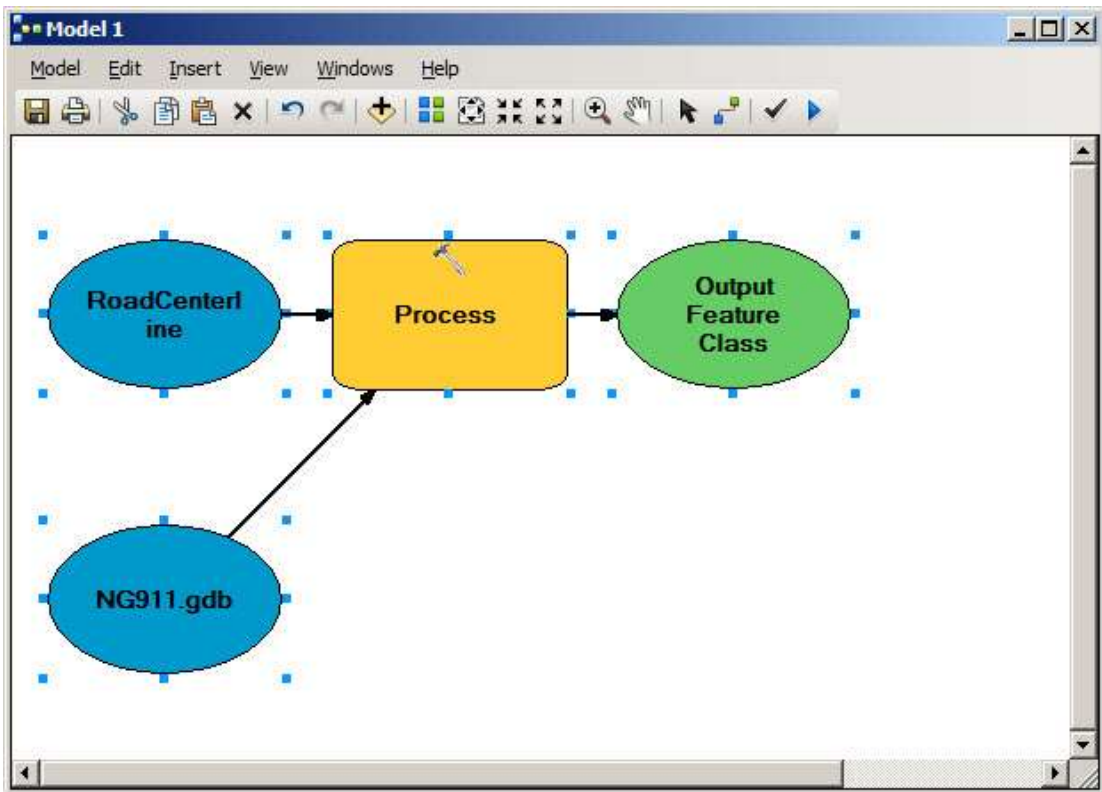 Model 1
Model Edit Insert View Windows Help
RoadCenterl
ine
Process
Output
Feature
Class
NG911.gdb